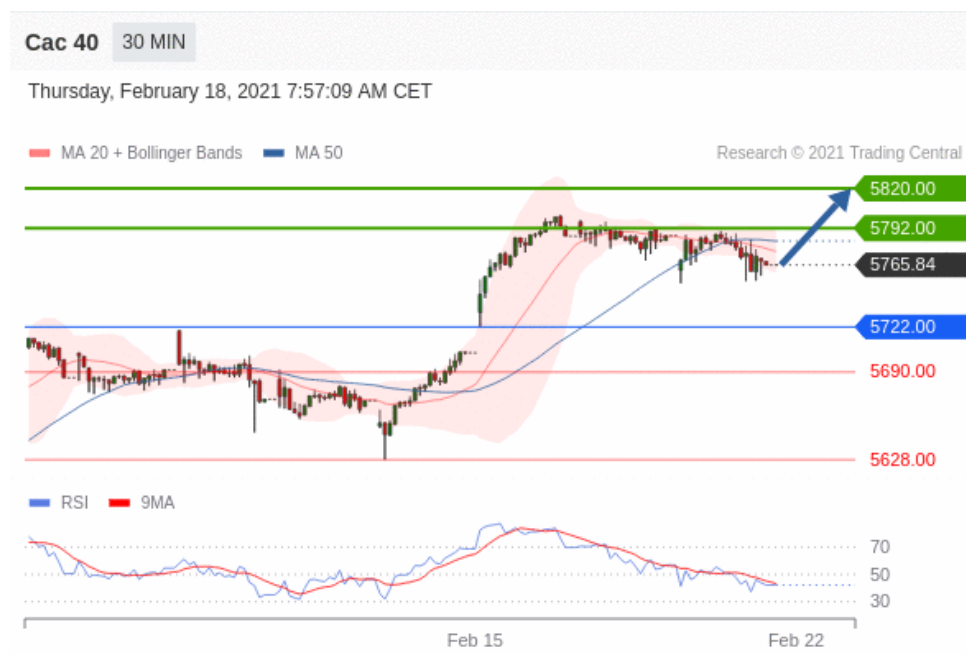 Cac 40 30 MIN
Thursday, February 18, 2021 7:57:09 AM CET
MA 20 + Bollinger Bands MA 50 Research © 2021 Trading Central
5820.00
5792.00
5765.84
5722.00
5690.00
5628.00
RSI 9MA
70
50
30
Feb 15 Feb 22